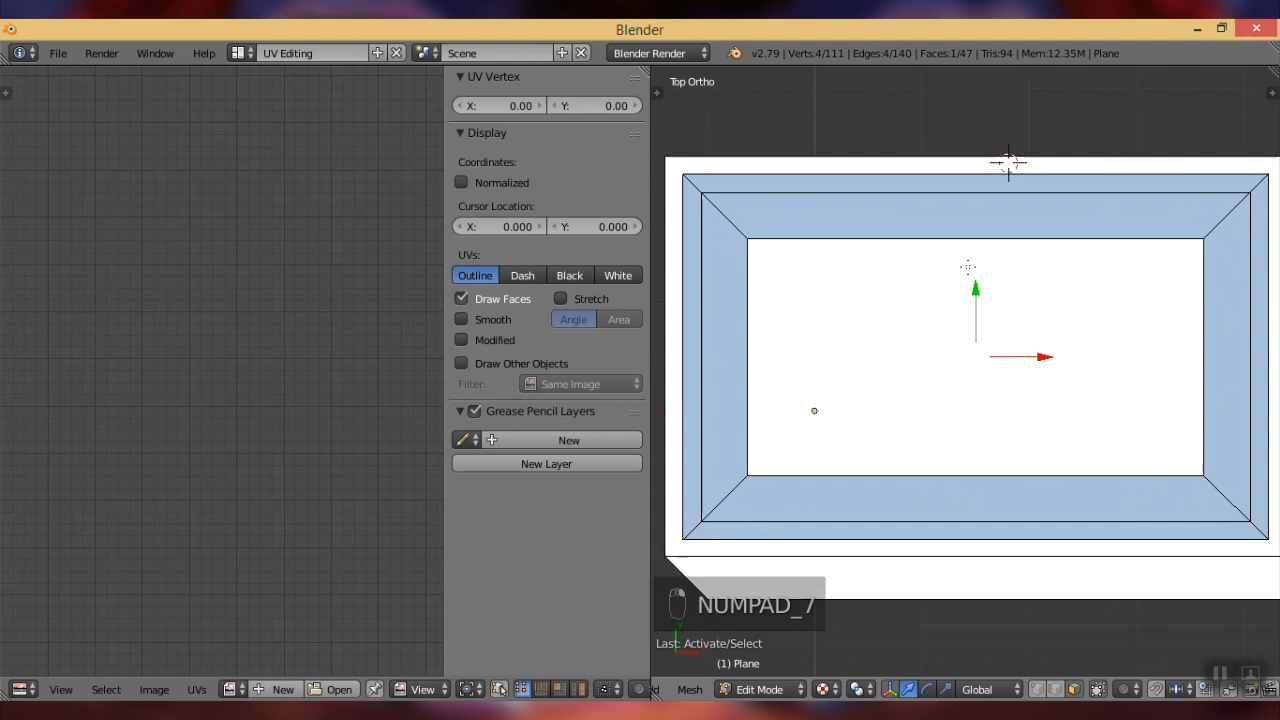 Blender
File Render Window Help UV Editing Scene Blender Render v2.79 | Verts:4/111 | Edges:4/140 | Faces:1/47 | Tris:94 | Mem:12.35M | Plane
UV Vertex
X: 0.00 Y: 0.00
Display
Coordinates:
Normalized
Cursor Location:
X: 0.000 Y: 0.000
UVs:
Outline Dash Black White
Draw Faces Stretch
Smooth Angle Area
Modified
Draw Other Objects
Filter: Same Image
Grease Pencil Layers
New
New Layer
Top Ortho
NUMPAD_7
Last: Activate/Select
(1) Plane
View Select Image UVs New Open View
Mesh Edit Mode Global